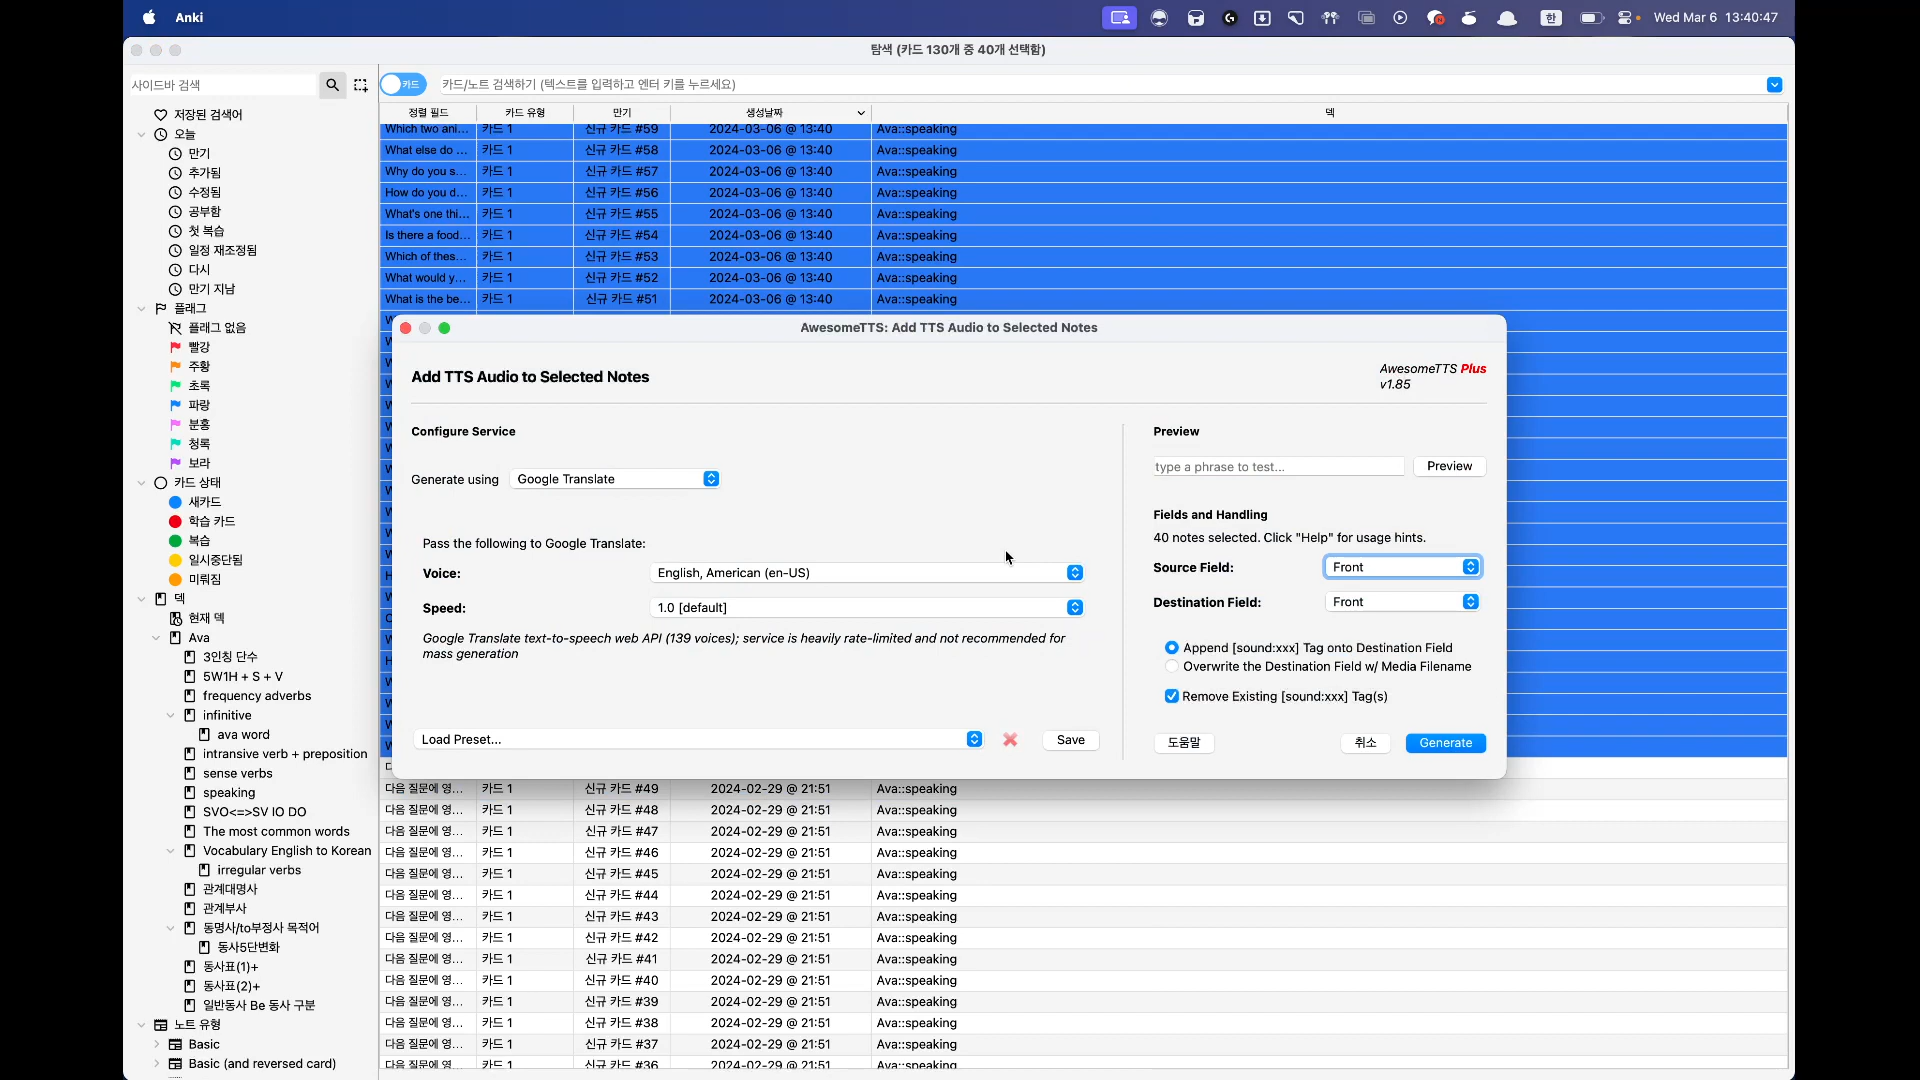 Anki
한
Wed Mar 6 13:40:47
탐색 (카드 130개 중 40개 선택함)
사이드바 검색
카드
카드/노트 검색하기 (텍스트를 입력하고 엔터 키를 누르세요)
저장된 검색어
오늘
만기
추가됨
수정됨
공부함
첫 복습
일정 재조정됨
다시
만기 지남
플래그
플래그 없음
빨강
주황
초록
파랑
분홍
청록
보라
카드 상태
새카드
학습 카드
복습
일시중단됨
미뤄짐
덱
현재 덱
Ava
3인칭 단수
5W1H + S + V
frequency adverbs
infinitive
ava word
intransive verb + preposition
sense verbs
speaking
SVO<=>SV IO DO
The most common words
Vocabulary English to Korean
irregular verbs
관계대명사
관계부사
동명사/to부정사 목적어
동사5단변화
동사표(1)+
동사표(2)+
일반동사 Be 동사 구분
노트 유형
Basic
Basic (and reversed card)
정렬 필드 카드 유형 만기 생성날짜 덱
Which two ani... 카드 1 신규 카드 #59 2024-03-06 @ 13:40 Ava::speaking
What else do ... 카드 1 신규 카드 #58 2024-03-06 @ 13:40 Ava::speaking
Why do you s... 카드 1 신규 카드 #57 2024-03-06 @ 13:40 Ava::speaking
How do you d... 카드 1 신규 카드 #56 2024-03-06 @ 13:40 Ava::speaking
What's one thi... 카드 1 신규 카드 #55 2024-03-06 @ 13:40 Ava::speaking
Is there a food... 카드 1 신규 카드 #54 2024-03-06 @ 13:40 Ava::speaking
Which of thes... 카드 1 신규 카드 #53 2024-03-06 @ 13:40 Ava::speaking
What would y... 카드 1 신규 카드 #52 2024-03-06 @ 13:40 Ava::speaking
What is the be... 카드 1 신규 카드 #51 2024-03-06 @ 13:40 Ava::speaking
AwesomeTTS: Add TTS Audio to Selected Notes
Add TTS Audio to Selected Notes
AwesomeTTS Plus
v1.85
Configure Service
Generate using Google Translate
Pass the following to Google Translate:
Voice: English, American (en-US)
Speed: 1.0 [default]
Google Translate text-to-speech web API (139 voices); service is heavily rate-limited and not recommended for
mass generation
Load Preset...
Save
Preview
type a phrase to test... Preview
Fields and Handling
40 notes selected. Click "Help" for usage hints.
Source Field: Front
Destination Field: Front
Append [sound:xxx] Tag onto Destination Field
Overwrite the Destination Field w/ Media Filename
Remove Existing [sound:xxx] Tag(s)
도움말 취소 Generate
다음 질문에 영... 카드 1 신규 카드 #49 2024-02-29 @ 21:51 Ava::speaking
다음 질문에 영... 카드 1 신규 카드 #48 2024-02-29 @ 21:51 Ava::speaking
다음 질문에 영... 카드 1 신규 카드 #47 2024-02-29 @ 21:51 Ava::speaking
다음 질문에 영... 카드 1 신규 카드 #46 2024-02-29 @ 21:51 Ava::speaking
다음 질문에 영... 카드 1 신규 카드 #45 2024-02-29 @ 21:51 Ava::speaking
다음 질문에 영... 카드 1 신규 카드 #44 2024-02-29 @ 21:51 Ava::speaking
다음 질문에 영... 카드 1 신규 카드 #43 2024-02-29 @ 21:51 Ava::speaking
다음 질문에 영... 카드 1 신규 카드 #42 2024-02-29 @ 21:51 Ava::speaking
다음 질문에 영... 카드 1 신규 카드 #41 2024-02-29 @ 21:51 Ava::speaking
다음 질문에 영... 카드 1 신규 카드 #40 2024-02-29 @ 21:51 Ava::speaking
다음 질문에 영... 카드 1 신규 카드 #39 2024-02-29 @ 21:51 Ava::speaking
다음 질문에 영... 카드 1 신규 카드 #38 2024-02-29 @ 21:51 Ava::speaking
다음 질문에 영... 카드 1 신규 카드 #37 2024-02-29 @ 21:51 Ava::speaking
다음 질문에 영... 카드 1 신규 카드 #36 2024-02-29 @ 21:51 Ava::speaking